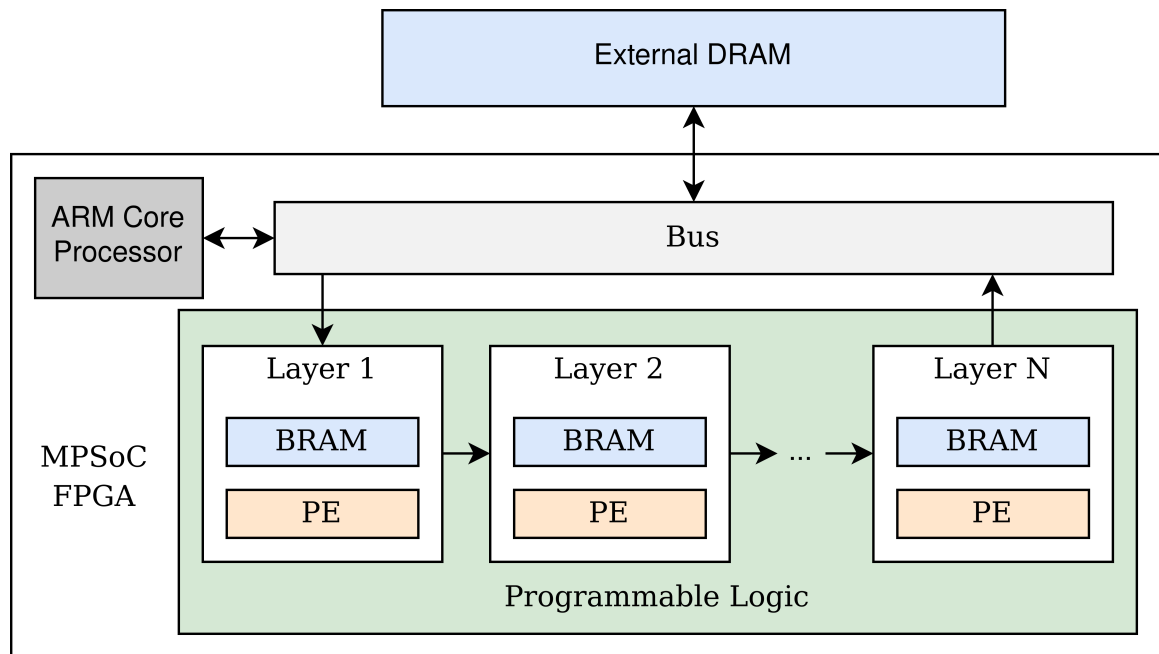 External DRAM
ARM Core
Processor
Bus
Layer 1
Layer 2
Layer N
BRAM
BRAM
...
BRAM
PE
PE
PE
MPSoC
FPGA
Programmable Logic